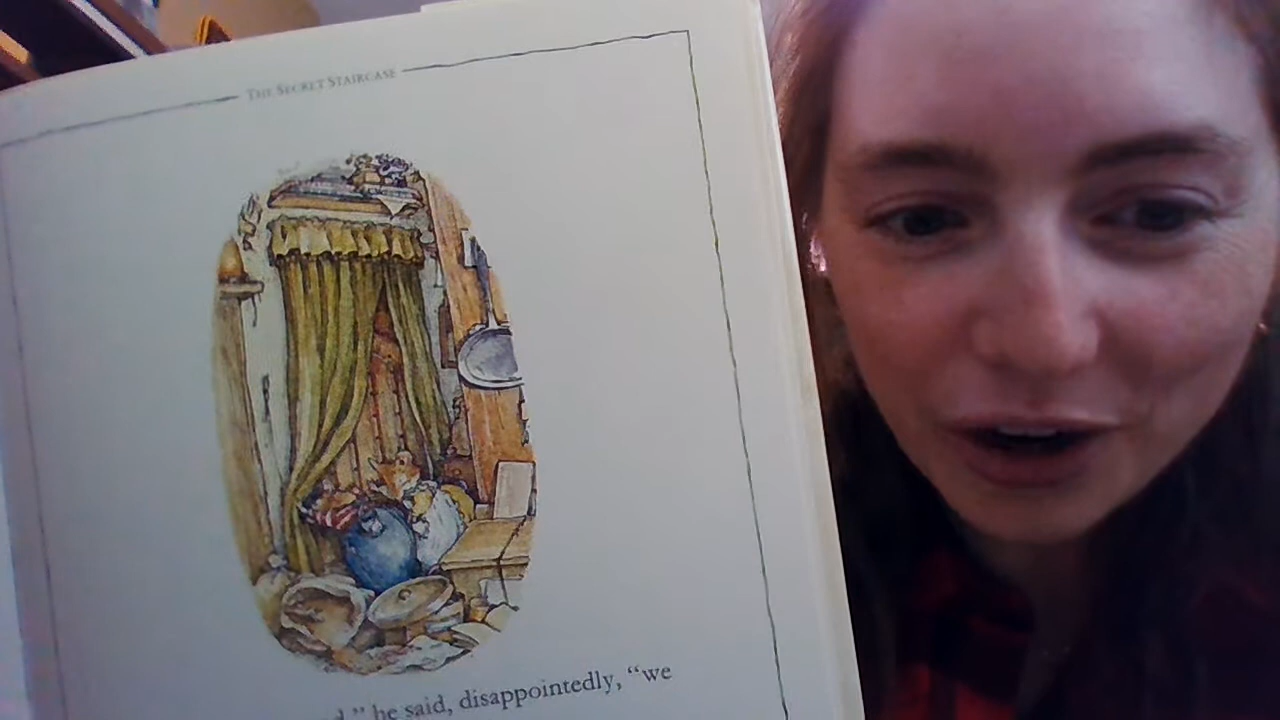 THE SECRET STAIRCASE
," he said, disappointedly, "we